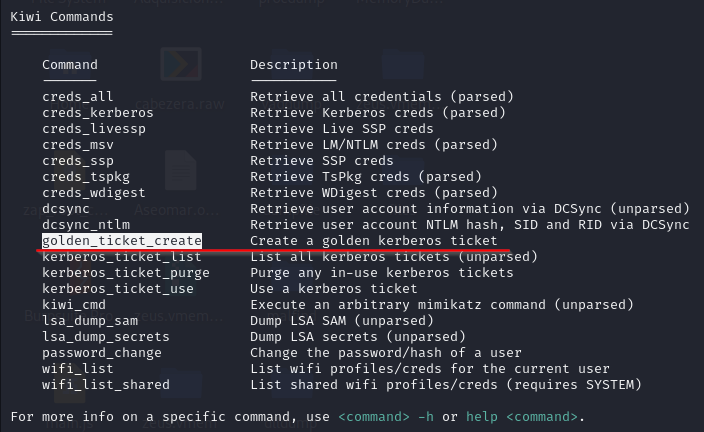 Kiwi Commands
=============
Command Description
------- -----------
creds_all Retrieve all credentials (parsed)
creds_kerberos Retrieve Kerberos creds (parsed)
creds_livessp Retrieve Live SSP creds
creds_msv Retrieve LM/NTLM creds (parsed)
creds_ssp Retrieve SSP creds
creds_tspkg Retrieve TsPkg creds (parsed)
creds_wdigest Retrieve WDigest creds (parsed)
dcsync Retrieve user account information via DCSync (unparsed)
dcsync_ntlm Retrieve user account NTLM hash, SID and RID via DCSync
golden_ticket_create Create a golden kerberos ticket
kerberos_ticket_list List all kerberos tickets (unparsed)
kerberos_ticket_purge Purge any in-use kerberos tickets
kerberos_ticket_use Use a kerberos ticket
kiwi_cmd Execute an arbitrary mimikatz command (unparsed)
lsa_dump_sam Dump LSA SAM (unparsed)
lsa_dump_secrets Dump LSA secrets (unparsed)
password_change Change the password/hash of a user
wifi_list List wifi profiles/creds for the current user
wifi_list_shared List shared wifi profiles/creds (requires SYSTEM)
For more info on a specific command, use <command> -h or help <command>.